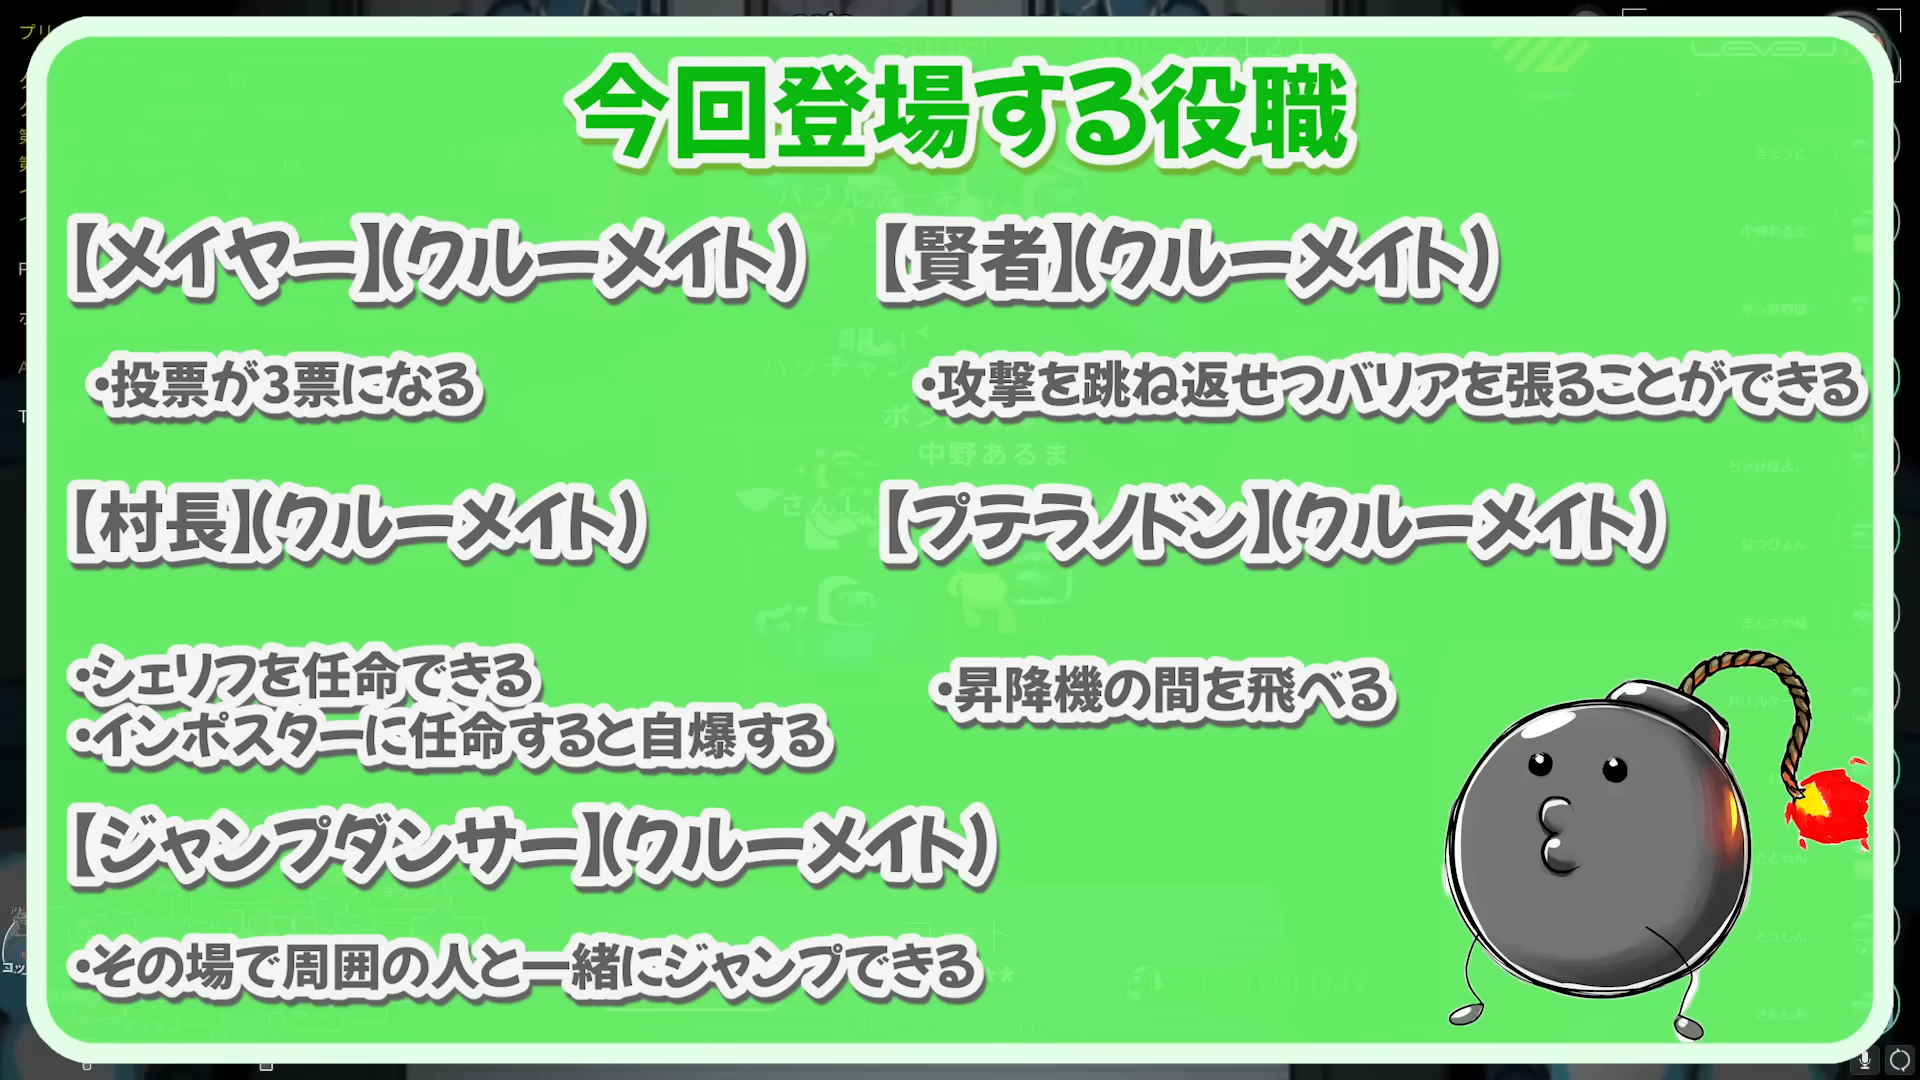 今回登場する役職
【メイヤー】(クルーメイト)
・投票が3票になる
【賢者】(クルーメイト)
・攻撃を跳ね返せつバリアを張ることができる
【村長】(クルーメイト)
・シェリフを任命できる
・インポスターに任命すると自爆する
【プテラノドン】(クルーメイト)
・昇降機の間を飛べる
【ジャンプダンサー】(クルーメイト)
・その場で周囲の人と一緒にジャンプできる
中野あるま